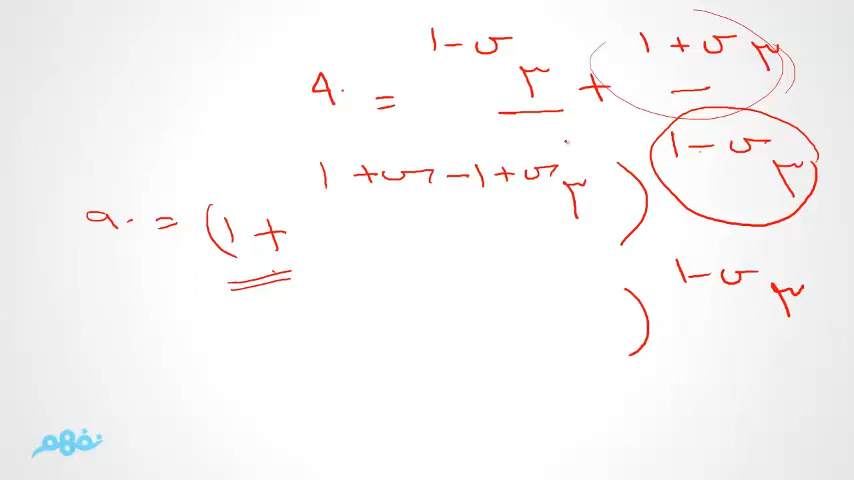 ٣ س + ١ + ٣ س - ١ = ٩٠
٣ س - ١ ( ٣ س + ١ - س + ١ + ١ ) = ٩٠
٣ س - ١ (
نفهم